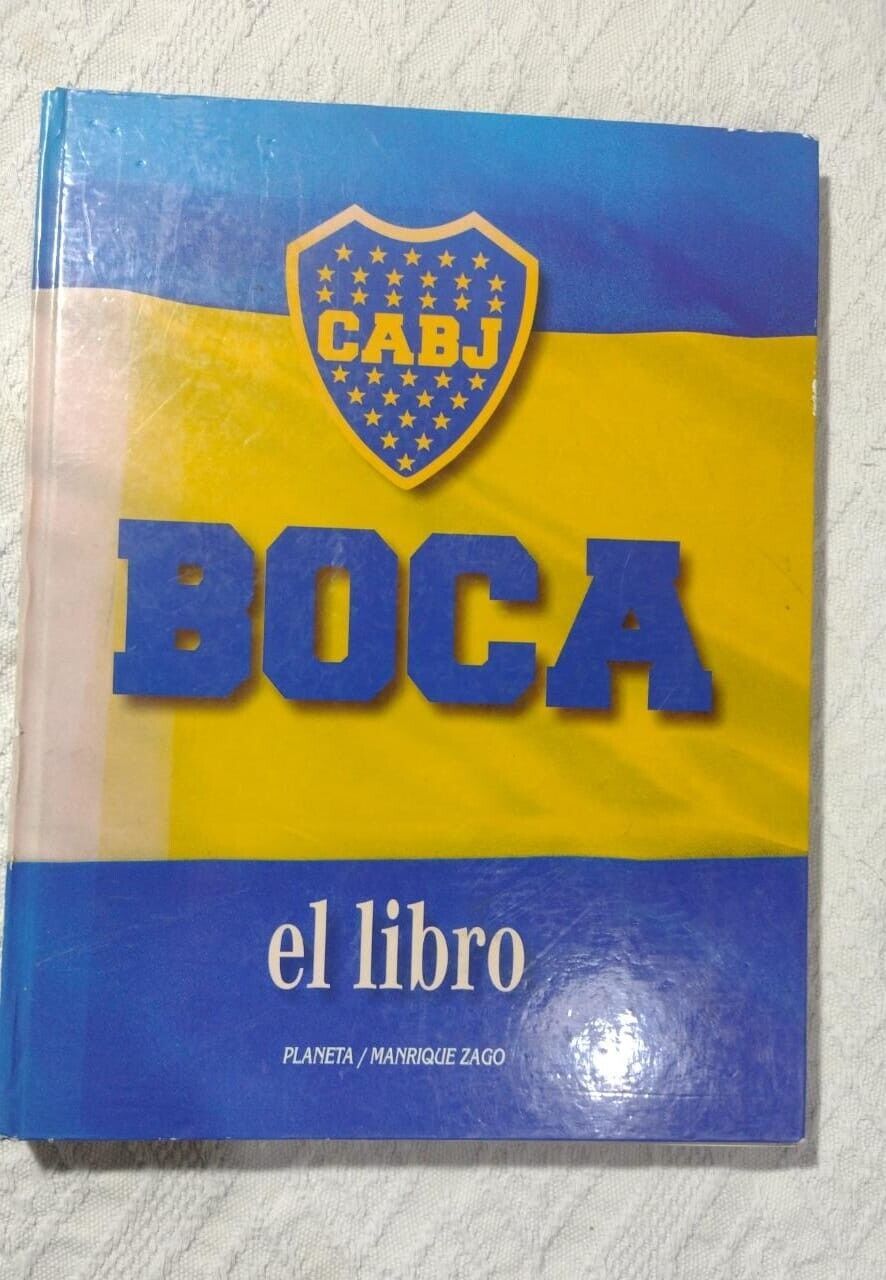 CABJ
BOCA
el libro
PLANETA / MANRIQUE ZAGO